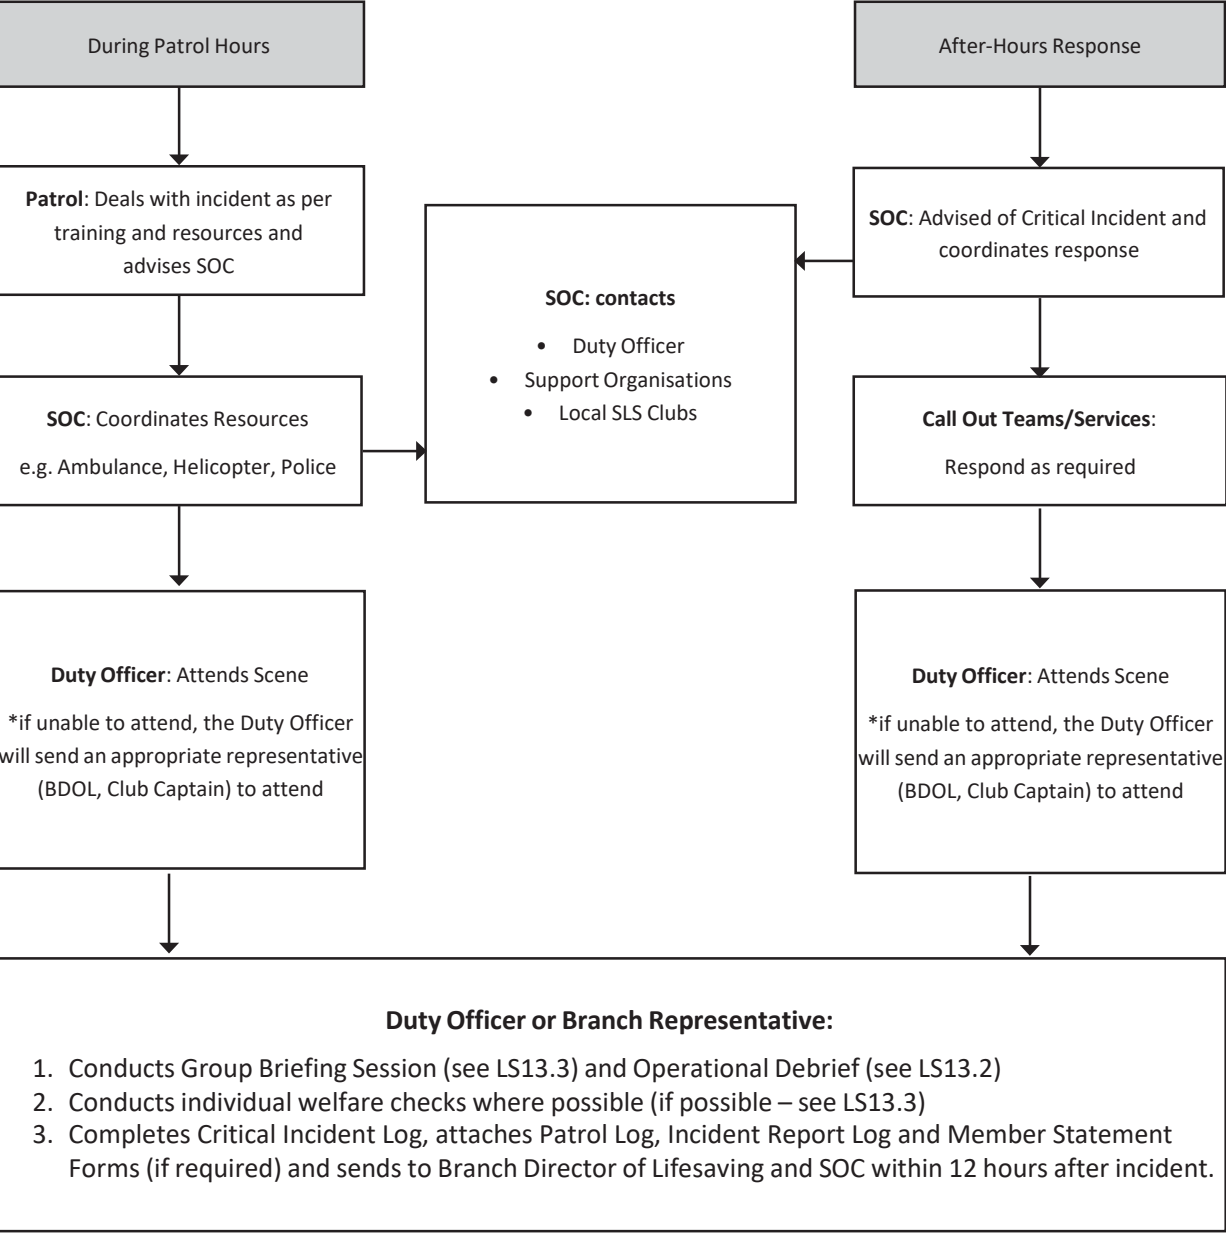 During Patrol Hours
After-Hours Response
Patrol: Deals with incident as per
training and resources and
advises SOC
SOC: Advised of Critical Incident and
coordinates response
SOC: contacts
• Duty Officer
• Support Organisations
• Local SLS Clubs
SOC: Coordinates Resources
e.g. Ambulance, Helicopter, Police
Call Out Teams/Services:
Respond as required
Duty Officer: Attends Scene
*if unable to attend, the Duty Officer
will send an appropriate representative
(BDOL, Club Captain) to attend
Duty Officer: Attends Scene
*if unable to attend, the Duty Officer
will send an appropriate representative
(BDOL, Club Captain) to attend
Duty Officer or Branch Representative:
1. Conducts Group Briefing Session (see LS13.3) and Operational Debrief (see LS13.2)
2. Conducts individual welfare checks where possible (if possible – see LS13.3)
3. Completes Critical Incident Log, attaches Patrol Log, Incident Report Log and Member Statement
Forms (if required) and sends to Branch Director of Lifesaving and SOC within 12 hours after incident.